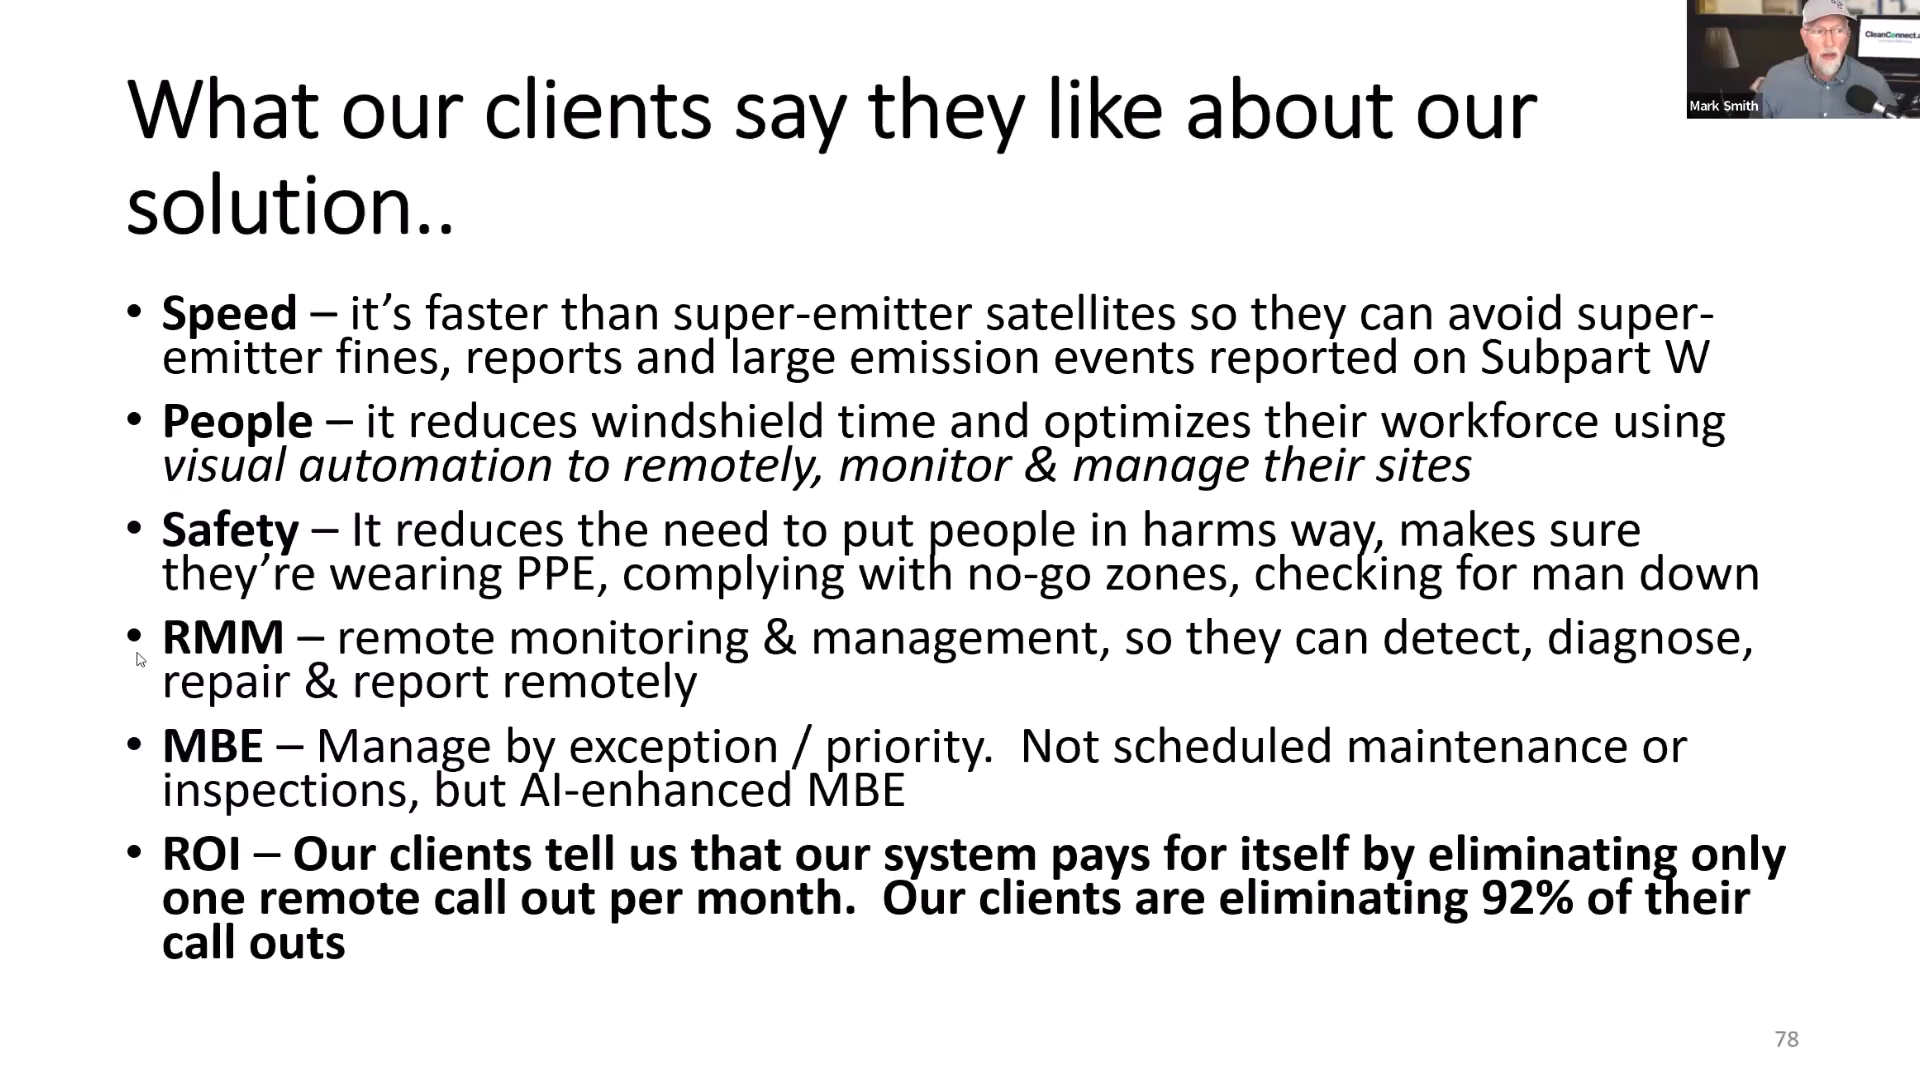 CleanConnect.a
Mark Smith
What our clients say they like about our
solution..
• Speed – it’s faster than super-emitter satellites so they can avoid super-
emitter fines, reports and large emission events reported on Subpart W
• People – it reduces windshield time and optimizes their workforce using
visual automation to remotely, monitor & manage their sites
• Safety – It reduces the need to put people in harms way, makes sure
they’re wearing PPE, complying with no-go zones, checking for man down
• RMM – remote monitoring & management, so they can detect, diagnose,
repair & report remotely
• MBE – Manage by exception / priority.  Not scheduled maintenance or
inspections, but AI-enhanced MBE
• ROI – Our clients tell us that our system pays for itself by eliminating only
one remote call out per month.  Our clients are eliminating 92% of their
call outs
78